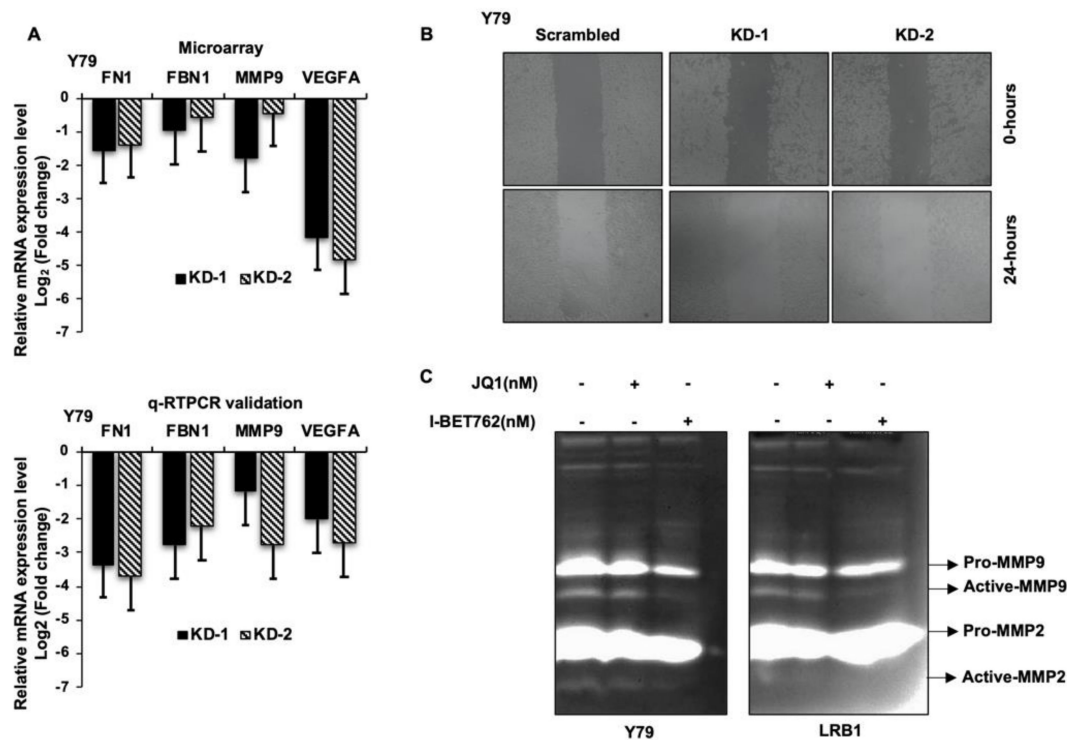 A
Microarray
Y79
FN1 FBN1 MMP9 VEGFA
Relative mRNA expression level
Log₂ (Fold change)
0
-1
-2
-3
-4
-5
-6
-7
KD-1 KD-2
q-RTPCR validation
Y79
FN1 FBN1 MMP9 VEGFA
Relative mRNA expression level
Log2 (Fold change)
0
-1
-2
-3
-4
-5
-6
-7
KD-1 KD-2
B
Y79
Scrambled KD-1 KD-2
0-hours
24-hours
C
JQ1(nM) - + - - + -
I-BET762(nM) - - + - - +
Pro-MMP9
Active-MMP9
Pro-MMP2
Active-MMP2
Y79 LRB1